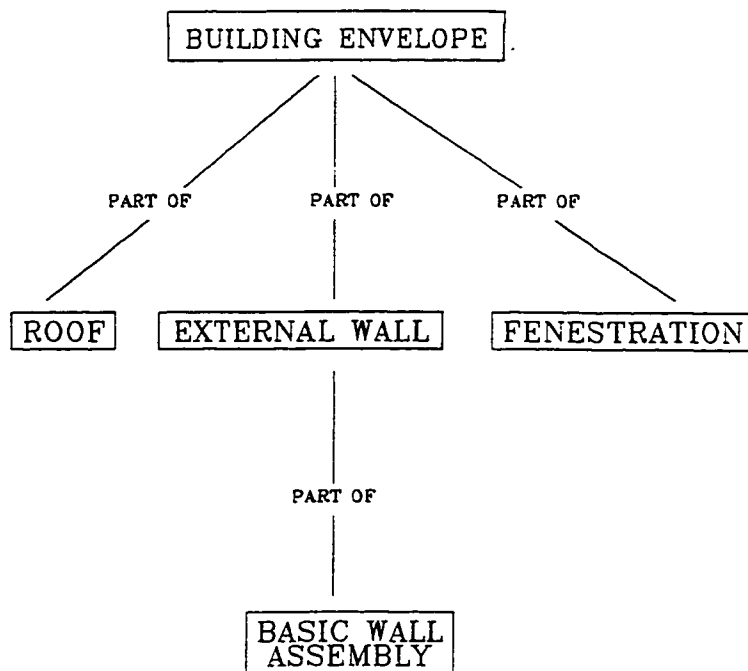 BUILDING ENVELOPE
PART OF PART OF PART OF
ROOF EXTERNAL WALL FENESTRATION
PART OF
BASIC WALL
ASSEMBLY